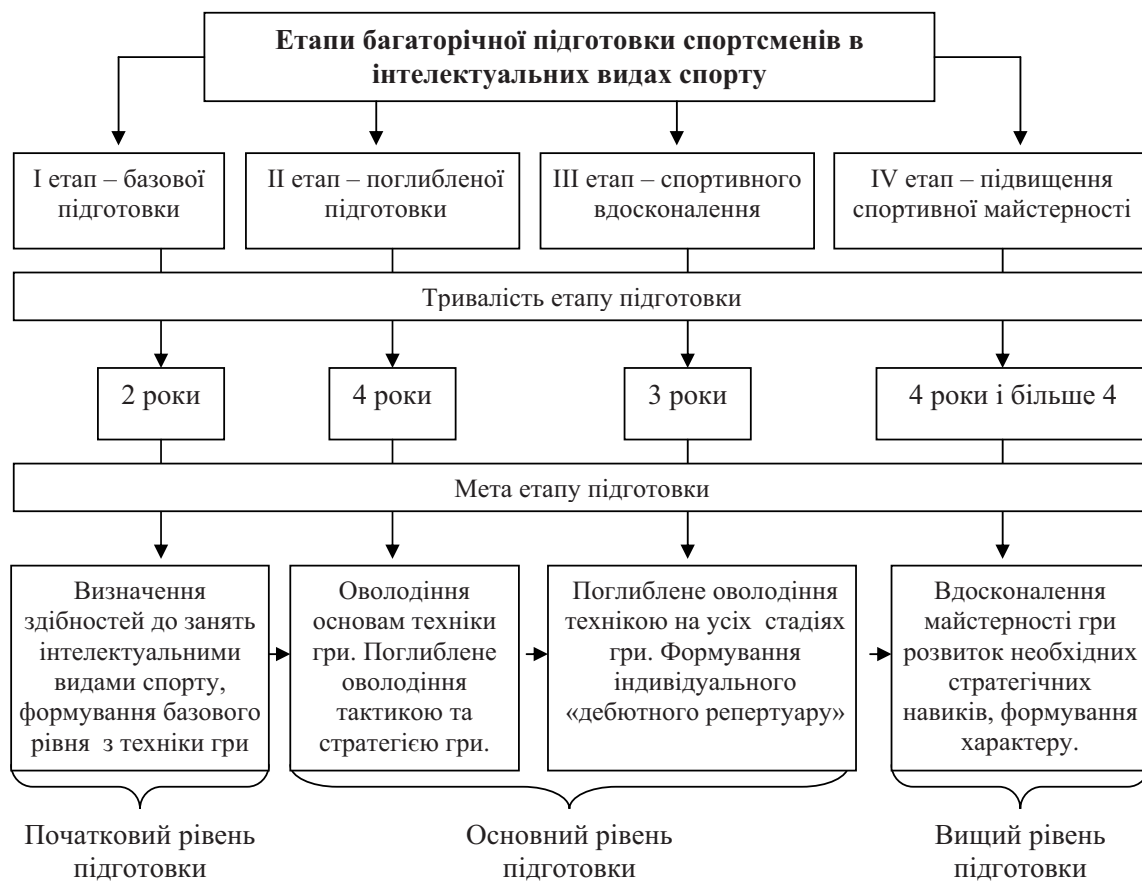 Етапи багаторічної підготовки спортсменів в
інтелектуальних видах спорту
І етап – базової
підготовки
ІІ етап – поглибленої
підготовки
ІІІ етап – спортивного
вдосконалення
IV етап – підвищення
спортивної майстерності
Тривалість етапу підготовки
2 роки
4 роки
3 роки
4 роки і більше 4
Мета етапу підготовки
Визначення
здібностей до занять
інтелектуальними
видами спорту,
формування базового
рівня з техніки гри
Оволодіння
основам техніки
гри. Поглиблене
оволодіння
тактикою та
стратегією гри.
Поглиблене оволодіння
технікою на усіх стадіях
гри. Формування
індивідуального
«дебютного репертуару»
Вдосконалення
майстерності гри
розвиток необхідних
стратегічних
навиків, формування
характеру.
Початковий рівень
підготовки
Основний рівень
підготовки
Вищий рівень
підготовки